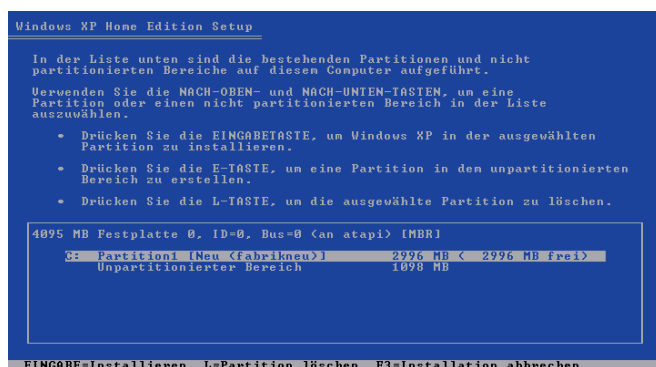 Windows XP Home Edition Setup
In der Liste unten sind die bestehenden Partitionen und nicht
partitionierten Bereiche auf diesem Computer aufgeführt.
Verwenden Sie die NACH-OBEN- und NACH-UNTEN-TASTEN, um eine
Partition oder einen nicht partitionierten Bereich in der Liste
auszuwählen.
• Drücken Sie die EINGABETASTE, um Windows XP in der ausgewählten
Partition zu installieren.
• Drücken Sie die E-TASTE, um eine Partition in dem unpartitionierten
Bereich zu erstellen.
• Drücken Sie die L-TASTE, um die ausgewählte Partition zu löschen.
4095 MB Festplatte 0, ID=0, Bus=0 (an atapi) [MBR]
C: Partition1 [Neu (fabrikneu)] 2996 MB ( 2996 MB frei)
Unpartitionierter Bereich 1098 MB
EINGABE=Installieren L=Partition löschen F3=Installation abbrechen